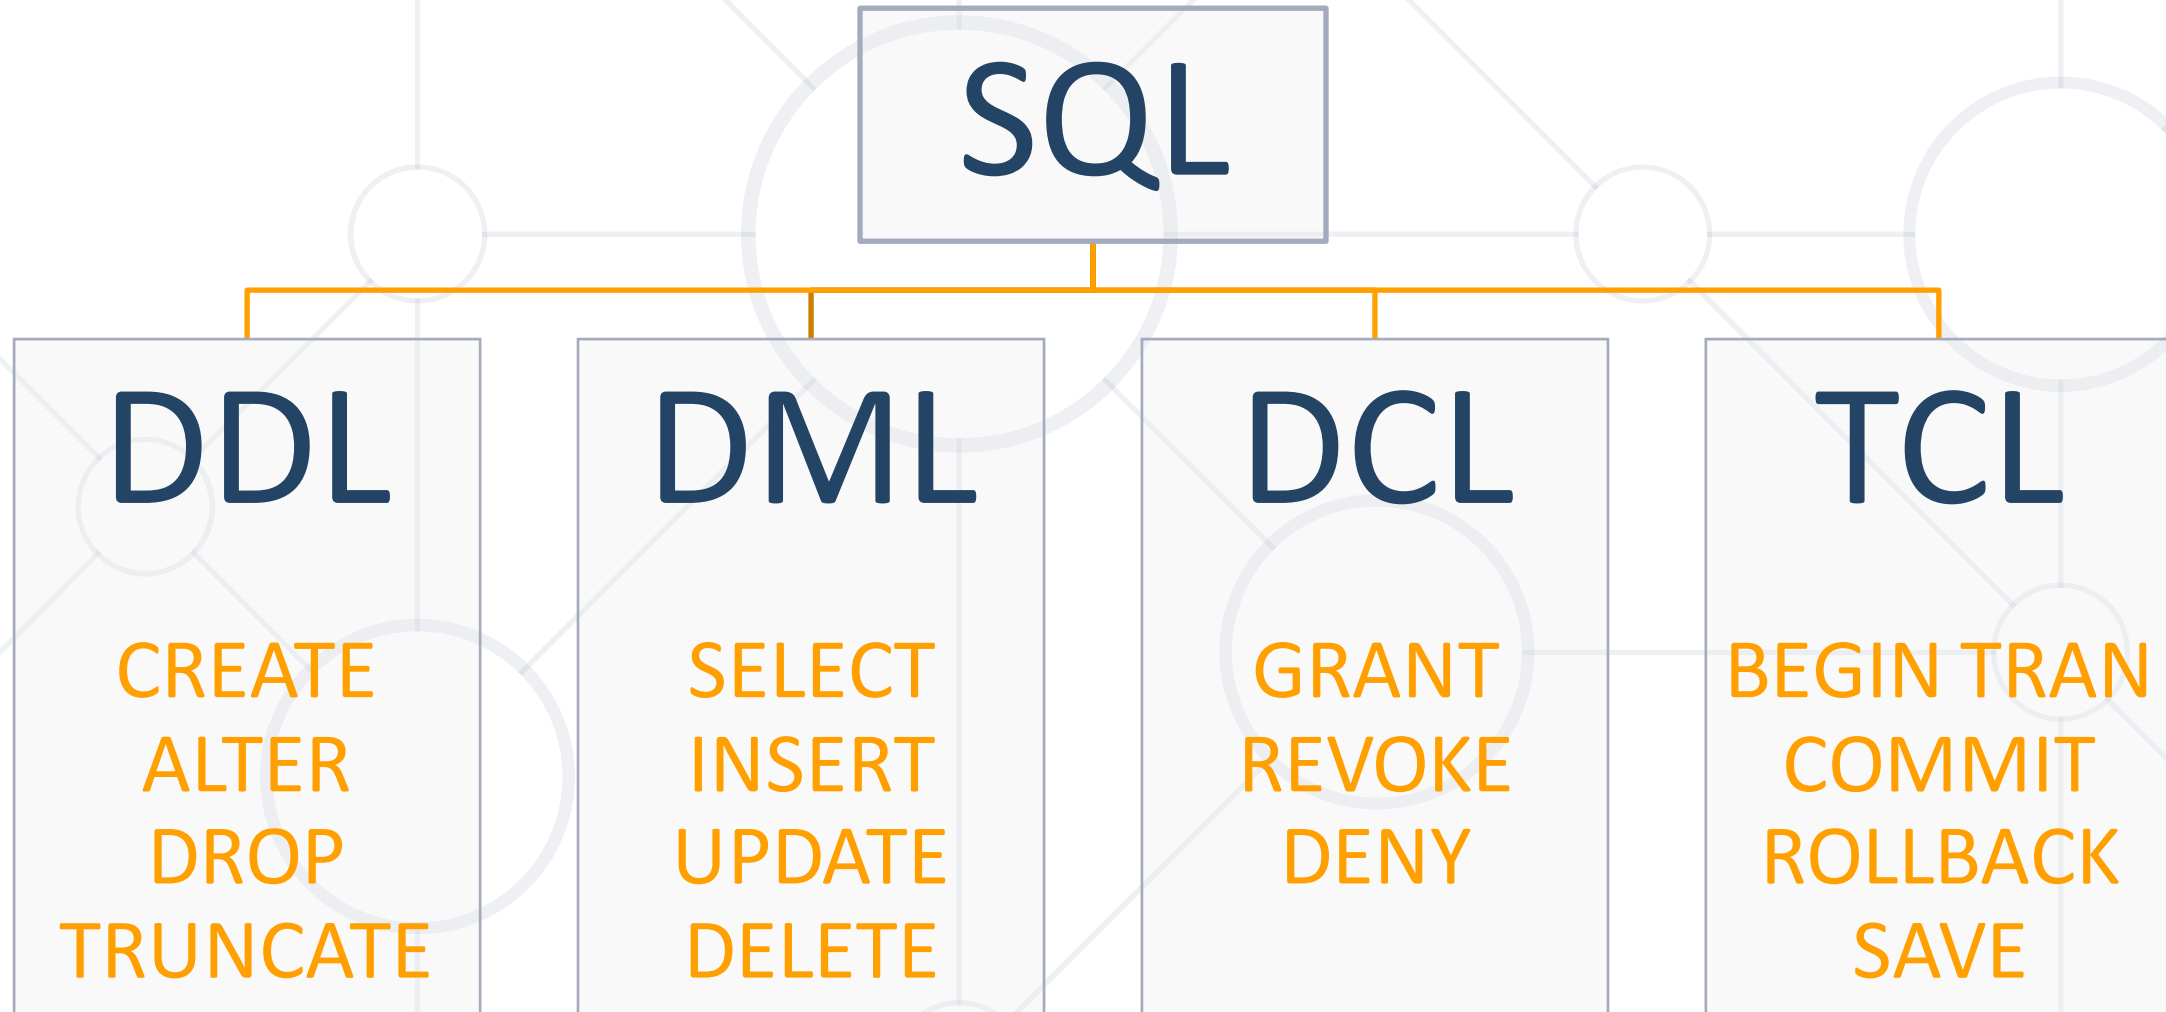 SQL
DDL
CREATE
ALTER
DROP
TRUNCATE
DML
SELECT
INSERT
UPDATE
DELETE
DCL
GRANT
REVOKE
DENY
TCL
BEGIN TRAN
COMMIT
ROLLBACK
SAVE